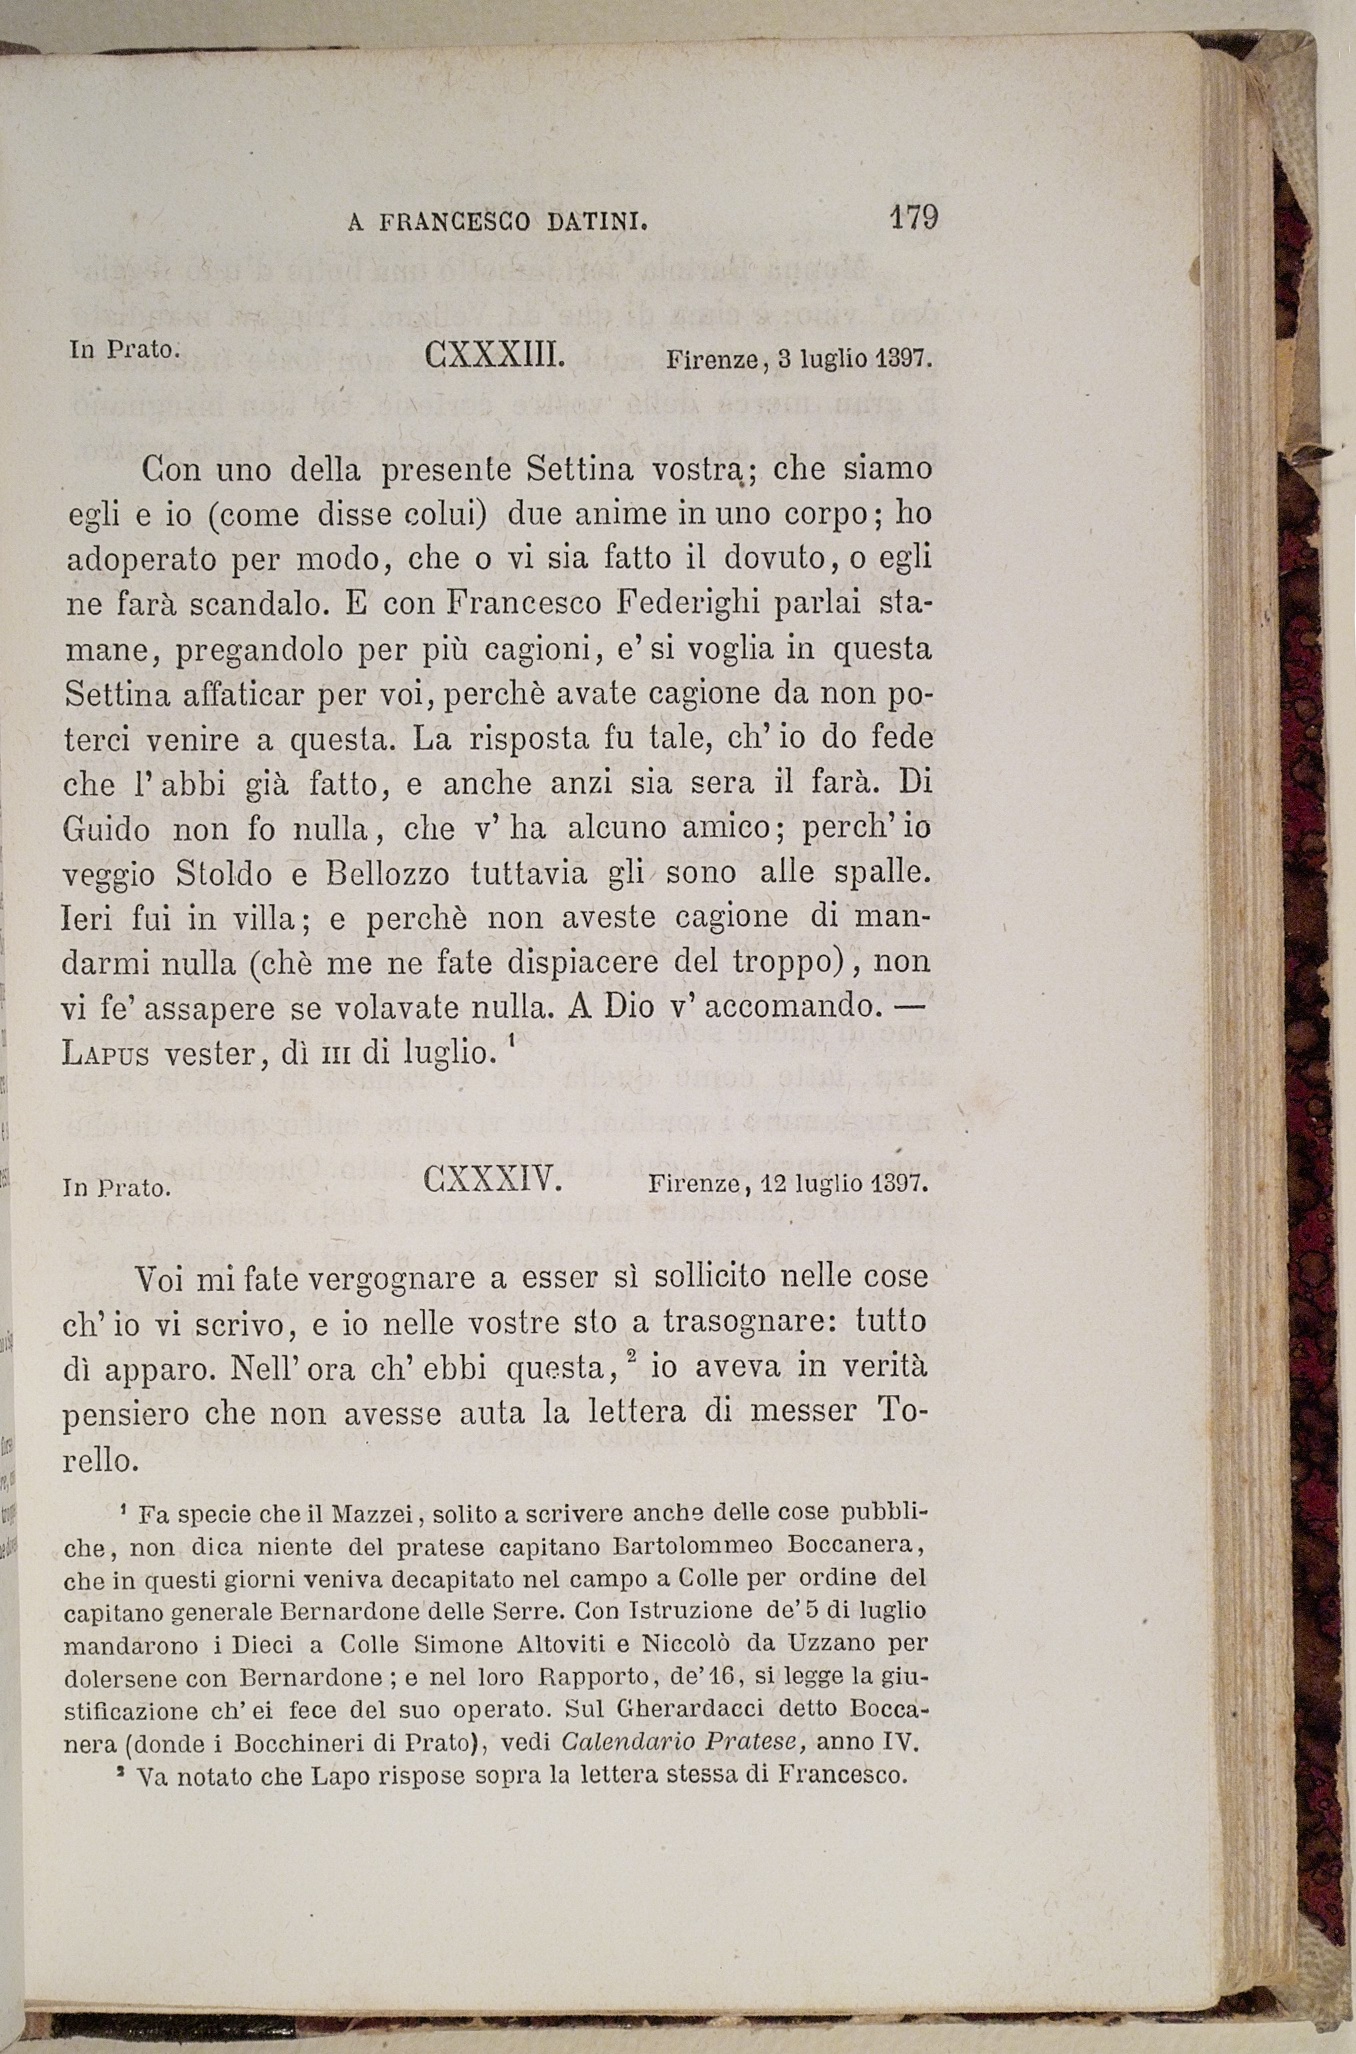 A FRANCESCO DATINI. 179
In Prato. CXXXIII. Firenze, 3 luglio 1397.
Con uno della presente Settina vostra; che siamo
egli e io (come disse colui) due anime in uno corpo; ho
adoperato per modo, che o vi sia fatto il dovuto, o egli
ne farà scandalo. E con Francesco Federighi parlai sta-
mane, pregandolo per più cagioni, e' si voglia in questa
Settina affaticar per voi, perchè avate cagione da non po-
terci venire a questa. La risposta fu tale, ch' io do fede
che l' abbi già fatto, e anche anzi sia sera il farà. Di
Guido non fo nulla, che v' ha alcuno amico; perch' io
veggio Stoldo e Bellozzo tuttavia gli sono alle spalle.
Ieri fui in villa; e perchè non aveste cagione di man-
darmi nulla (chè me ne fate dispiacere del troppo), non
vi fe' assapere se volavate nulla. A Dio v' accomando. —
LAPUS vester, dì III di luglio. ¹
In Prato. CXXXIV. Firenze, 12 luglio 1397.
Voi mi fate vergognare a esser sì sollicito nelle cose
ch' io vi scrivo, e io nelle vostre sto a trasognare: tutto
dì apparo. Nell' ora ch' ebbi questa, ² io aveva in verità
pensiero che non avesse auta la lettera di messer To-
rello.
¹ Fa specie che il Mazzei, solito a scrivere anche delle cose pubbli-
che, non dica niente del pratese capitano Bartolommeo Boccanera,
che in questi giorni veniva decapitato nel campo a Colle per ordine del
capitano generale Bernardone delle Serre. Con Istruzione de' 5 di luglio
mandarono i Dieci a Colle Simone Altoviti e Niccolò da Uzzano per
dolersene con Bernardone; e nel loro Rapporto, de' 16, si legge la giu-
stificazione ch' ei fece del suo operato. Sul Gherardacci detto Bocca-
nera (donde i Bocchineri di Prato), vedi Calendario Pratese, anno IV.
² Va notato che Lapo rispose sopra la lettera stessa di Francesco.